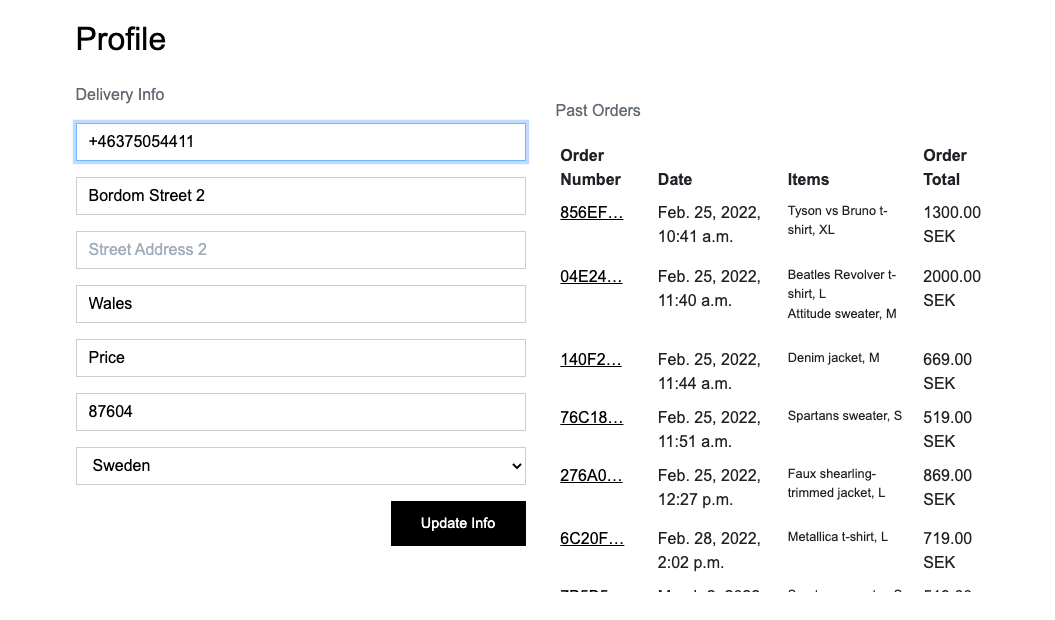 Profile
Delivery Info
+46375054411
Bordom Street 2
Street Address 2
Wales
Price
87604
Sweden
Update Info
Past Orders
Order Number Date Items Order Total
856EF... Feb. 25, 2022, 10:41 a.m. Tyson vs Bruno t-shirt, XL 1300.00 SEK
04E24... Feb. 25, 2022, 11:40 a.m. Beatles Revolver t-shirt, L Attitude sweater, M 2000.00 SEK
140F2... Feb. 25, 2022, 11:44 a.m. Denim jacket, M 669.00 SEK
76C18... Feb. 25, 2022, 11:51 a.m. Spartans sweater, S 519.00 SEK
276A0... Feb. 25, 2022, 12:27 p.m. Faux shearling-trimmed jacket, L 869.00 SEK
6C20F... Feb. 28, 2022, 2:02 p.m. Metallica t-shirt, L 719.00 SEK